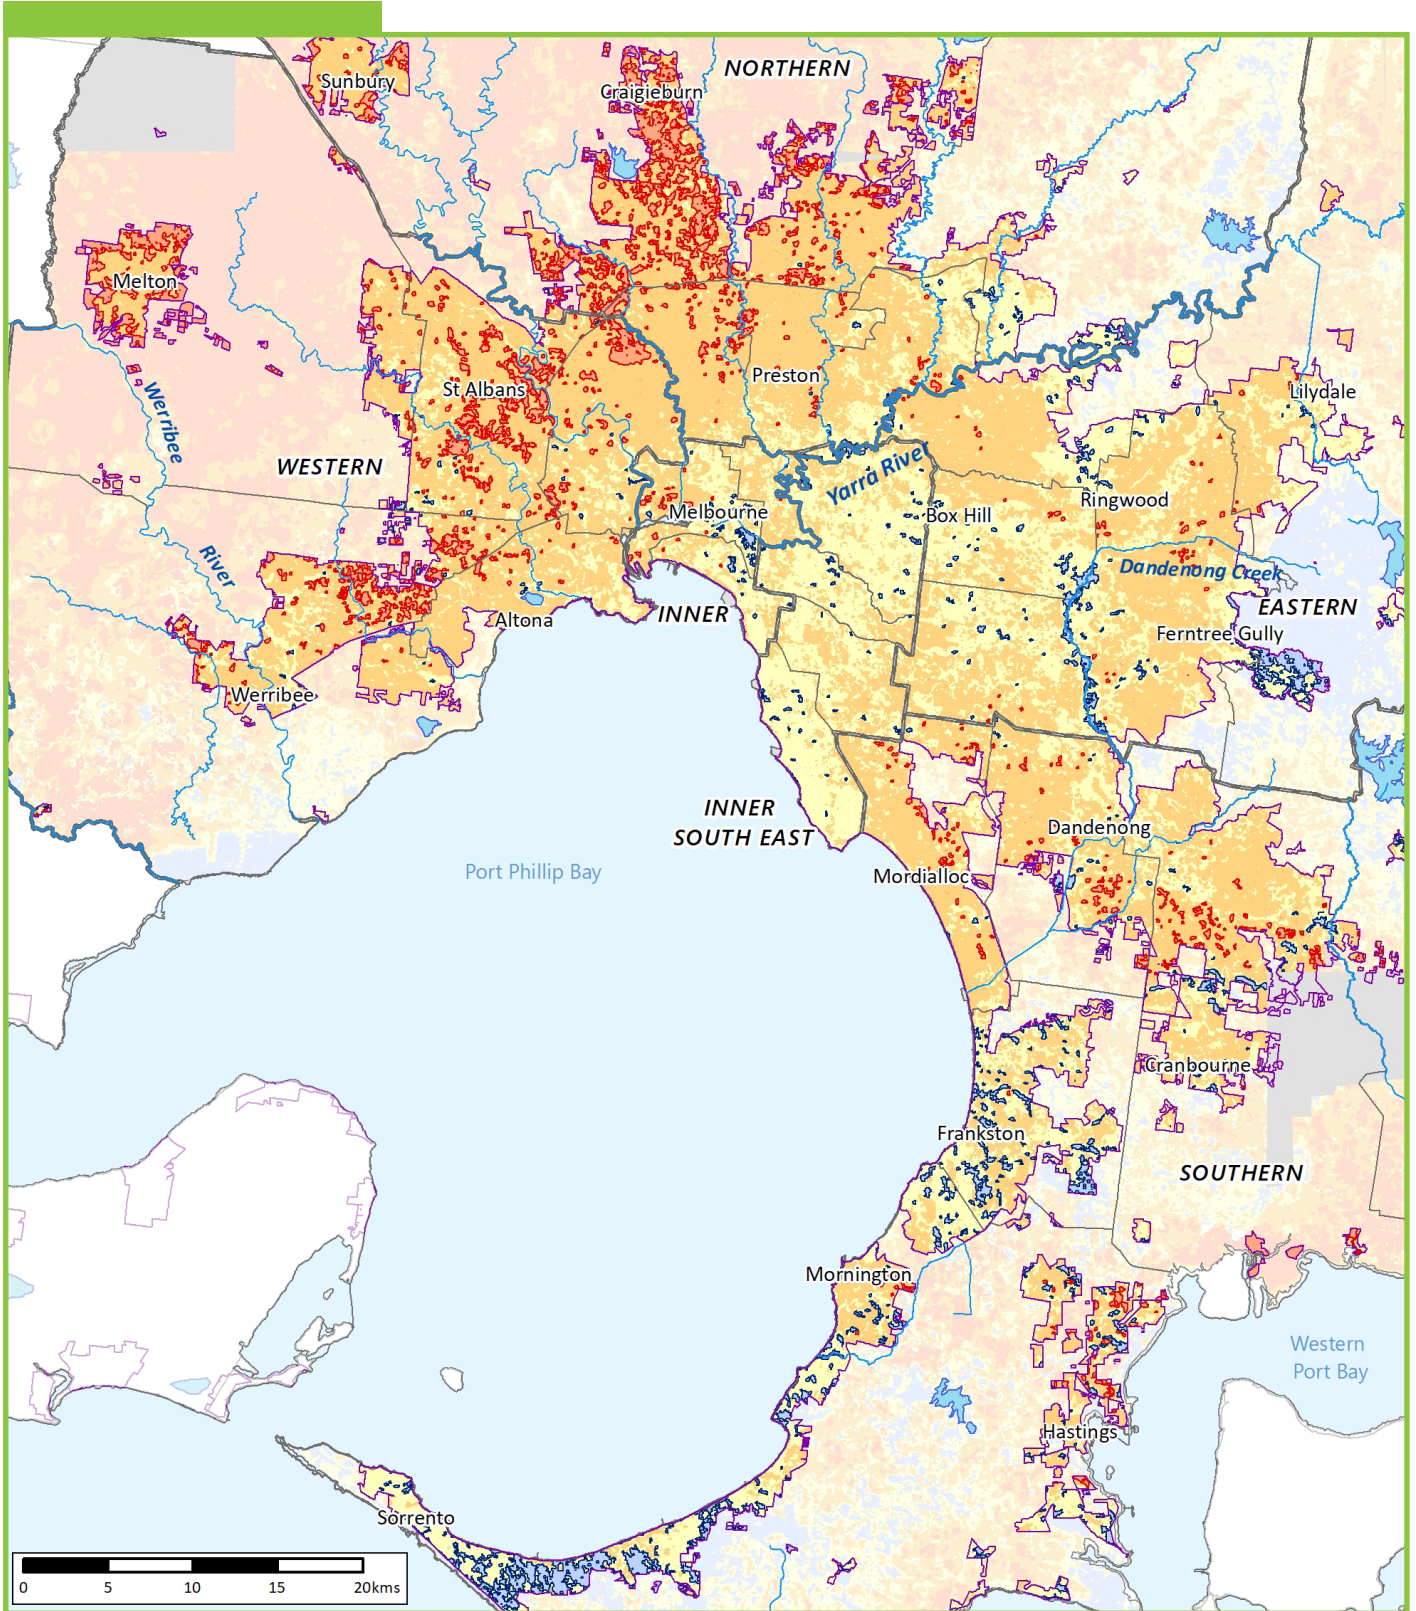 NORTHERN
Sunbury
Craigieburn
Melton
Preston
St Albans
Lilydale
Werribee
River
WESTERN
Yarra River
Ringwood
Melbourne
Box Hill
Dandenong Creek
EASTERN
INNER
Altona
Ferntree Gully
Werribee
INNER
SOUTH EAST
Dandenong
Port Phillip Bay
Mordialloc
Cranbourne
Frankston
SOUTHERN
Mornington
Western
Port Bay
Hastings
Sorrento
0 5 10 15 20kms